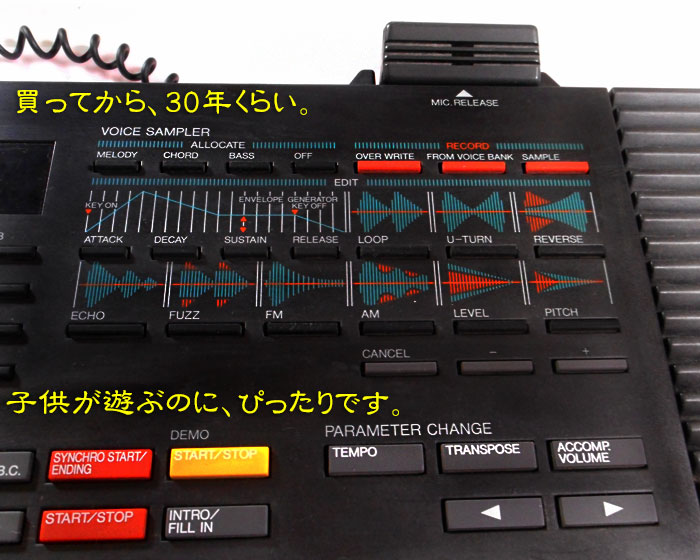 買ってから、30年くらい。
MIC. RELEASE
VOICE SAMPLER
ALLOCATE
RECORD
MELODY CHORD BASS OFF OVER WRITE FROM VOICE BANK SAMPLE
EDIT
KEY ON ENVELOPE GENERATOR
KEY OFF
ATTACK DECAY SUSTAIN RELEASE LOOP U-TURN REVERSE
ECHO FUZZ FM AM LEVEL PITCH
CANCEL - +
子供が遊ぶのに、ぴったりです。
DEMO
PARAMETER CHANGE
B.C. SYNCHRO START/
ENDING
START/STOP
TEMPO TRANSPOSE ACCOMP.
VOLUME
START/STOP INTRO/
FILL IN